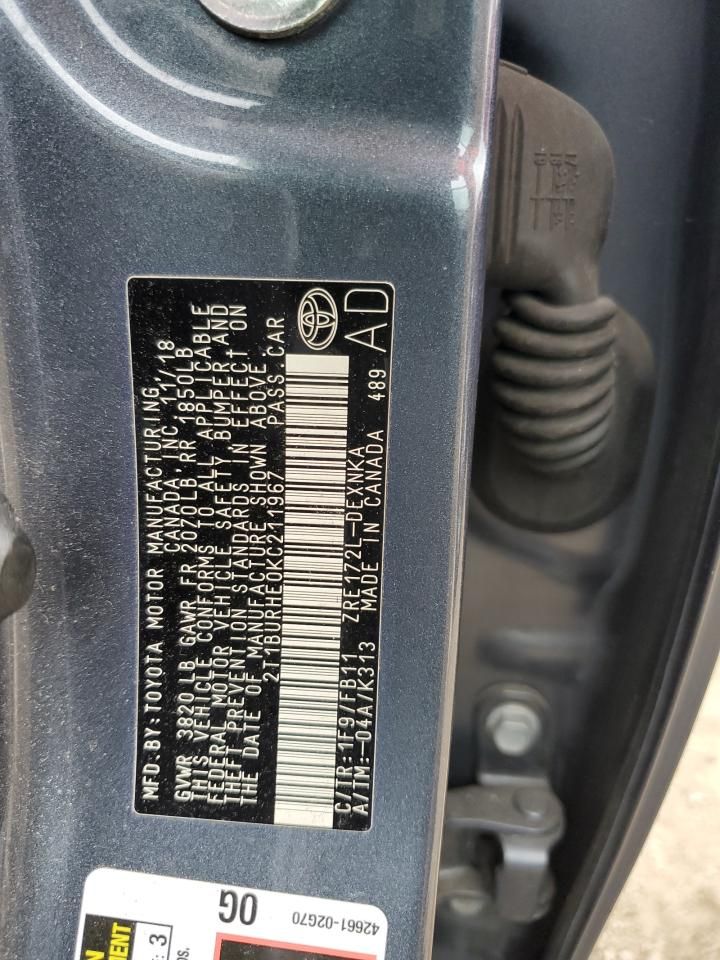 MFD. BY: TOYOTA MOTOR MANUFACTURING,
CANADA, INC. 11/18
GVWR 3820 LB GAWR FR 2070LB, RR 1850LB
THIS VEHICLE CONFORMS TO ALL APPLICABLE
FEDERAL MOTOR VEHICLE SAFETY, BUMPER AND
THEFT PREVENTION STANDARDS IN EFFECT ON
THE DATE OF MANUFACTURE SHOWN ABOVE.
2T1BURHE0KC211987 PASS. CAR
C/TR: 1F9/FB11 ZRE172L-DEXNKA
A/TM: -04A/K313 MADE IN CANADA 489 AD
0G
42661-02G70
: 3